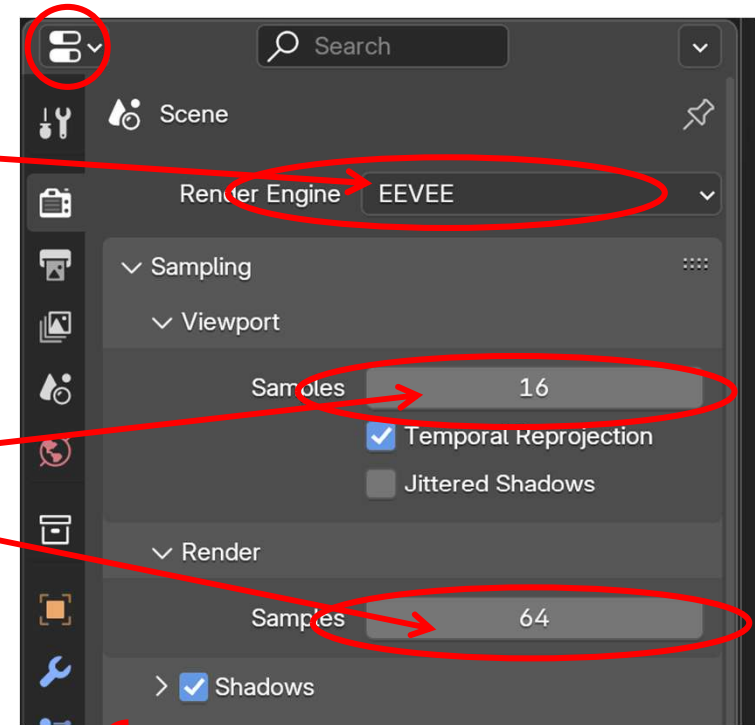 Search
Scene
Render Engine EEVEE
Sampling
Viewport
Samples 16
Temporal Reprojection
Jittered Shadows
Render
Samples 64
Shadows